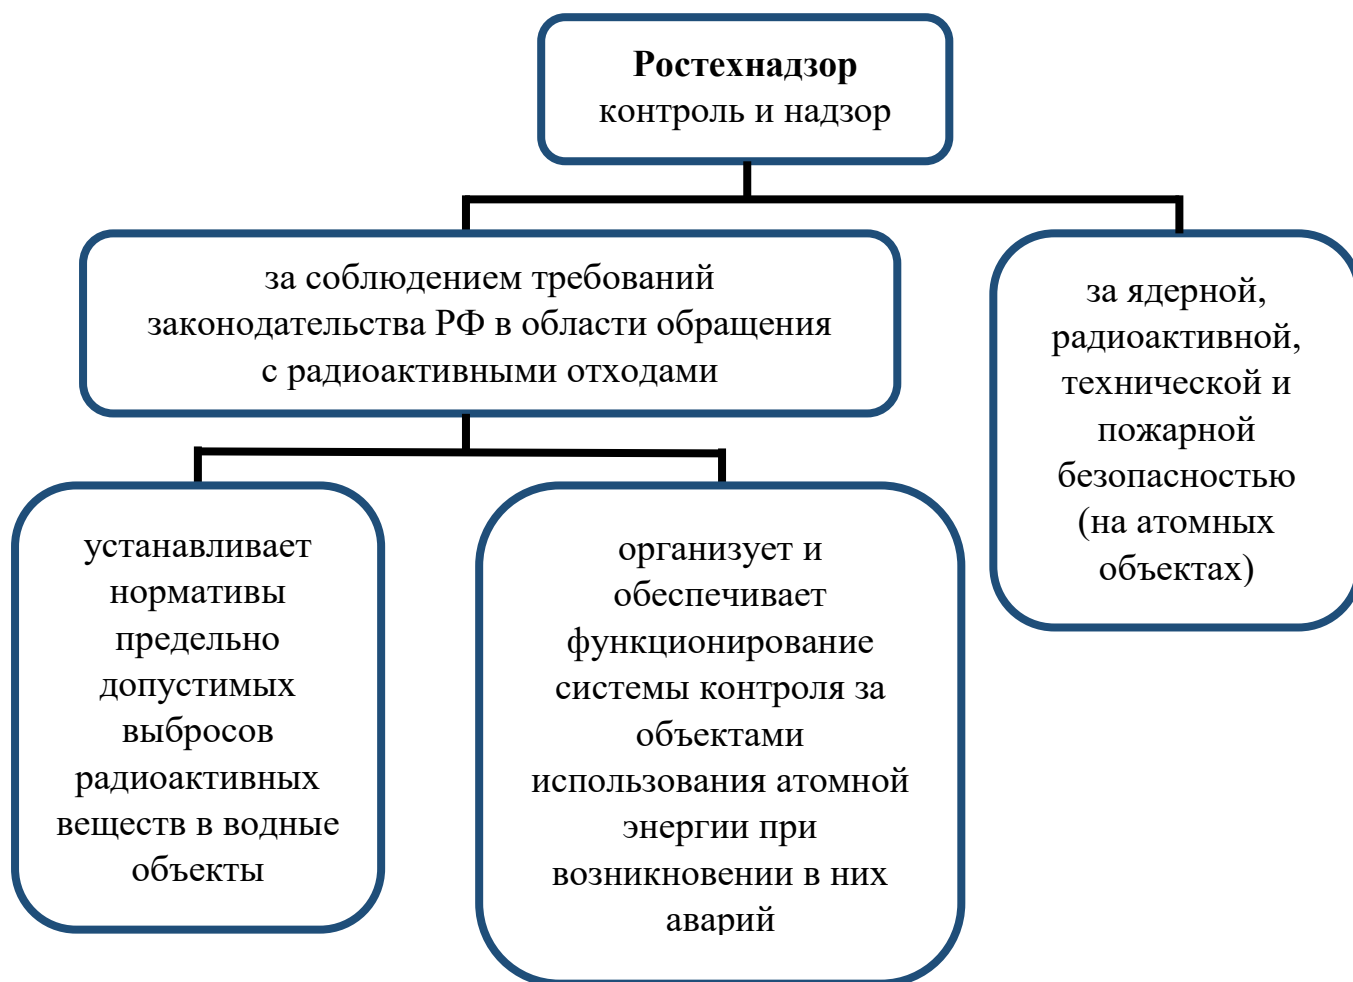 Ростехнадзор
контроль и надзор
за соблюдением требований
законодательства РФ в области обращения
с радиоактивными отходами
за ядерной,
радиоактивной,
технической и
пожарной
безопасностью
(на атомных
объектах)
устанавливает
нормативы
предельно
допустимых
выбросов
радиоактивных
веществ в водные
объекты
организует и
обеспечивает
функционирование
системы контроля за
объектами
использования атомной
энергии при
возникновении в них
аварий